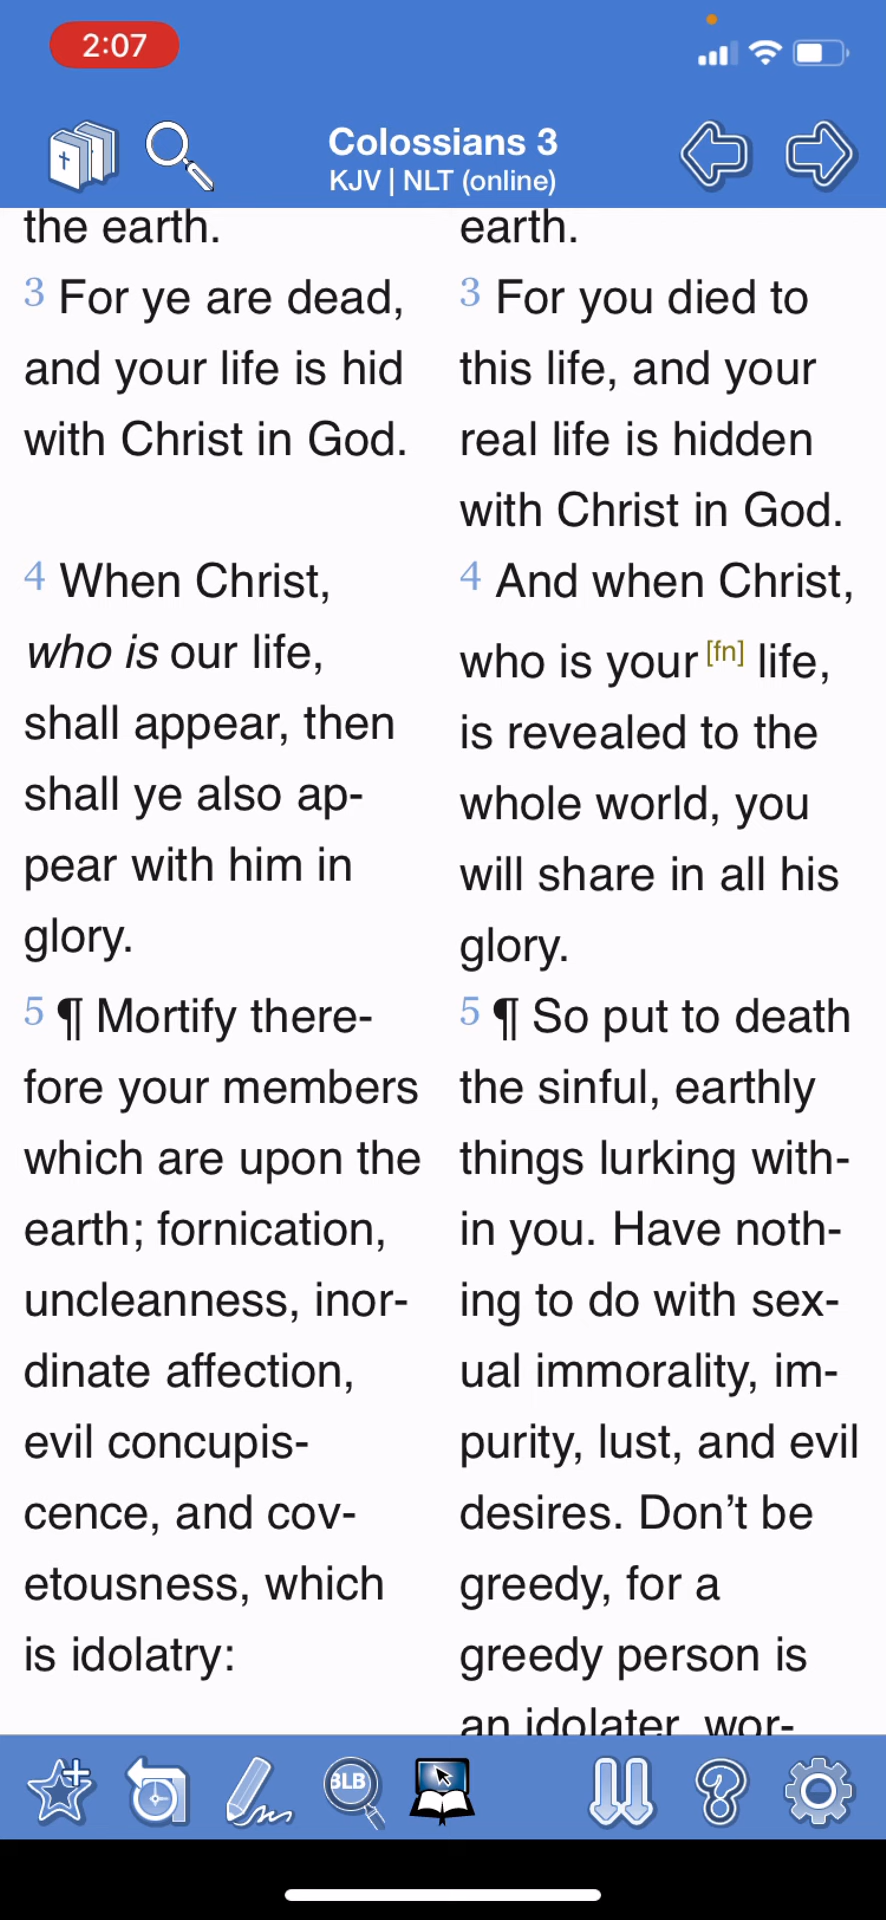 2:07
Colossians 3
KJV | NLT (online)
the earth.
3 For ye are dead,
and your life is hid
with Christ in God.
4 When Christ,
who is our life,
shall appear, then
shall ye also ap-
pear with him in
glory.
5 ¶ Mortify there-
fore your members
which are upon the
earth; fornication,
uncleanness, inor-
dinate affection,
evil concupis-
cence, and cov-
etousness, which
is idolatry:
earth.
3 For you died to
this life, and your
real life is hidden
with Christ in God.
4 And when Christ,
who is your [fn] life,
is revealed to the
whole world, you
will share in all his
glory.
5 ¶ So put to death
the sinful, earthly
things lurking with-
in you. Have noth-
ing to do with sex-
ual immorality, im-
purity, lust, and evil
desires. Don’t be
greedy, for a
greedy person is
an idolater, wor-
BLB